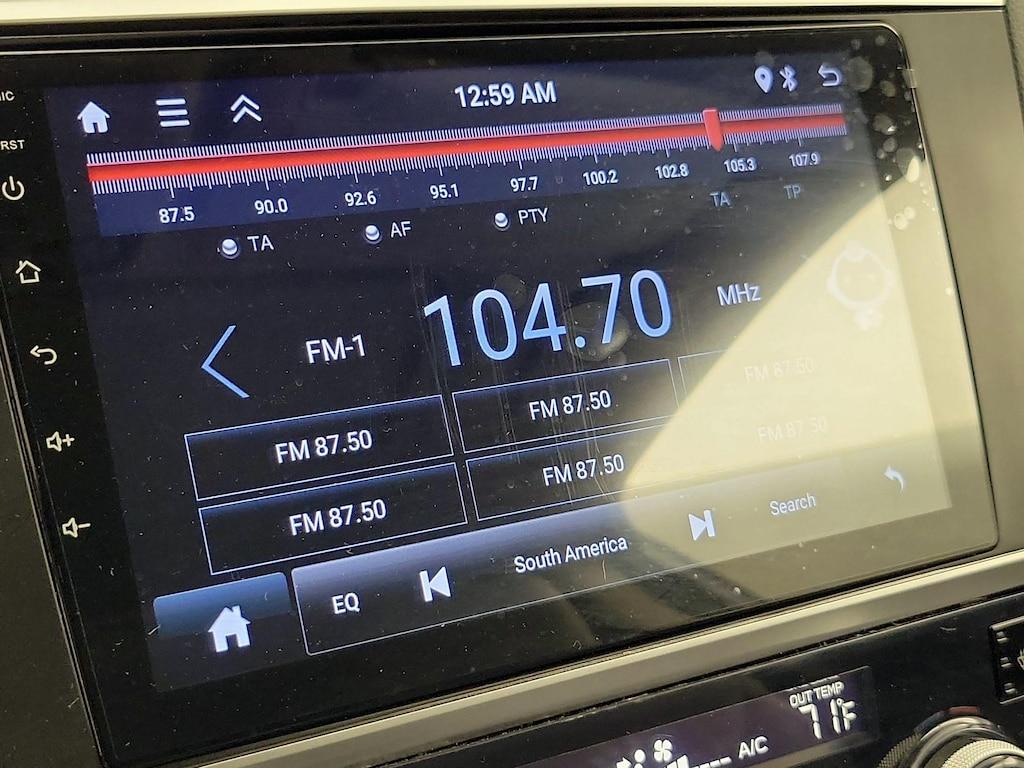 IC
RST
12:59 AM
87.5 90.0 92.6 95.1 97.7 100.2 102.8 105.3 107.9
TA AF PTY TA TP
FM-1 104.70 MHz
FM 87.50 FM 87.50 FM 87.50
FM 87.50 FM 87.50 FM 87.50
EQ South America Search
OUT TEMP
71F
A/C